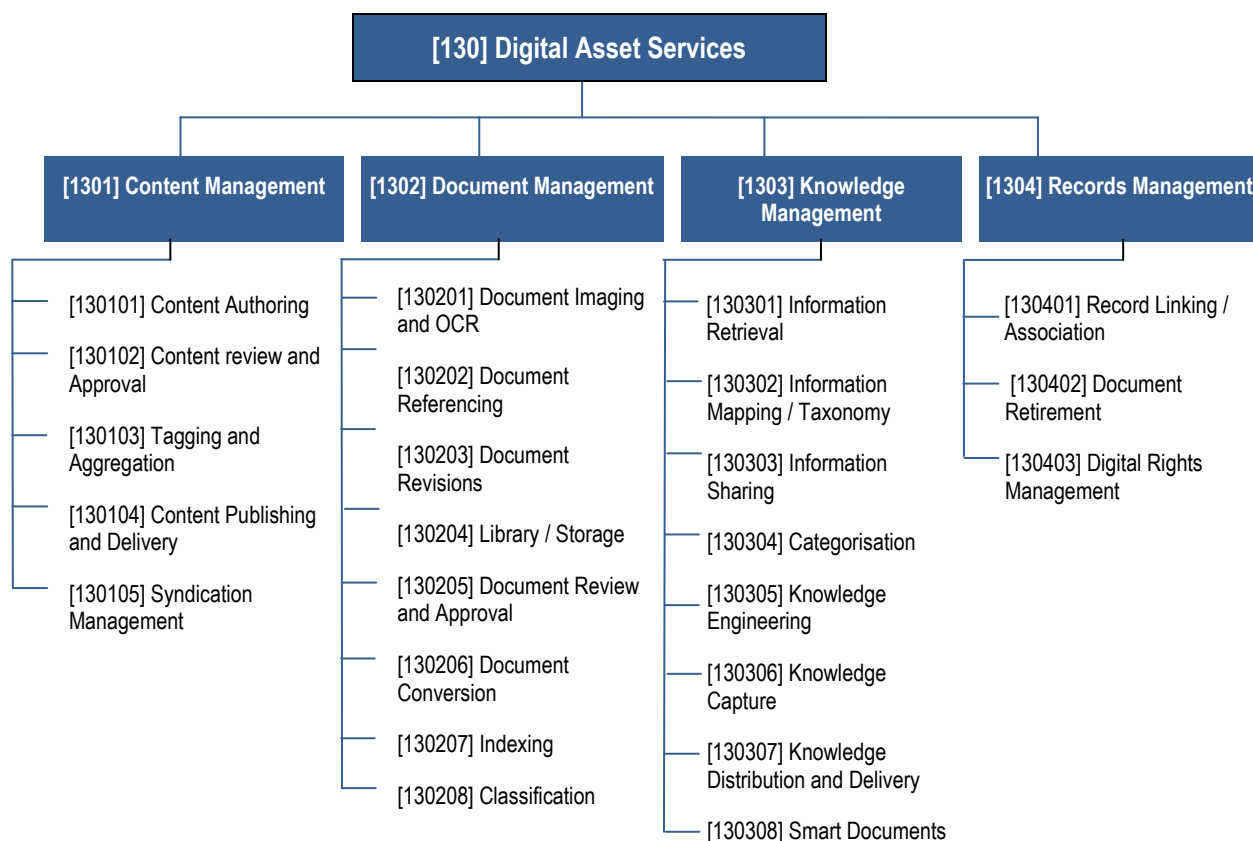 [130] Digital Asset Services
[1301] Content Management
[1302] Document Management
[1303] Knowledge
Management
[1304] Records Management
[130101] Content Authoring
[130102] Content review and
Approval
[130103] Tagging and
Aggregation
[130104] Content Publishing
and Delivery
[130105] Syndication
Management
[130201] Document Imaging
and OCR
[130202] Document
Referencing
[130203] Document
Revisions
[130204] Library / Storage
[130205] Document Review
and Approval
[130206] Document
Conversion
[130207] Indexing
[130208] Classification
[130301] Information
Retrieval
[130302] Information
Mapping / Taxonomy
[130303] Information
Sharing
[130304] Categorisation
[130305] Knowledge
Engineering
[130306] Knowledge
Capture
[130307] Knowledge
Distribution and Delivery
[130308] Smart Documents
[130401] Record Linking /
Association
[130402] Document
Retirement
[130403] Digital Rights
Management